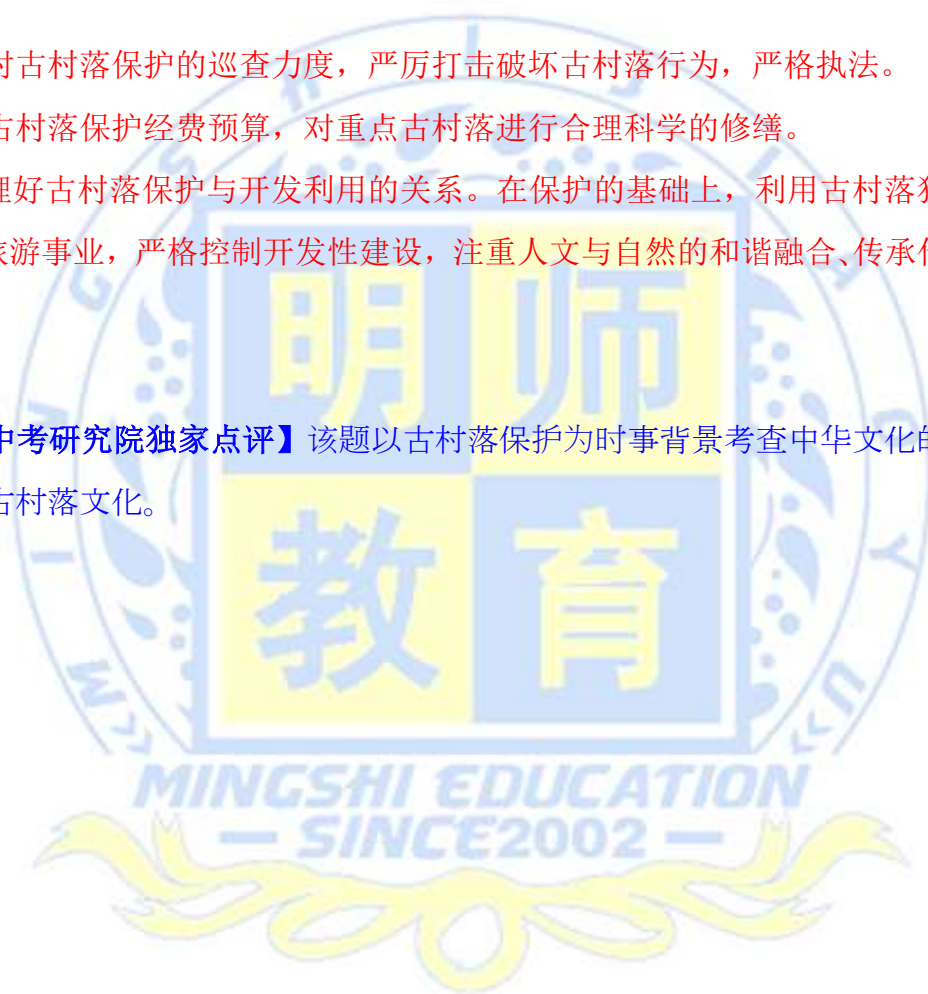 对古村落保护的巡查力度，严厉打击破坏古村落行为，严格执法。
古村落保护经费预算，对重点古村落进行合理科学的修缮。
理好古村落保护与开发利用的关系。在保护的基础上，利用古村落
旅游事业，严格控制开发性建设，注重人文与自然的和谐融合、传承
中考研究院独家点评】该题以古村落保护为时事背景考查中华文化的
古村落文化。
明师
教育
MINGSHI JIAOYU
MINGSHI EDUCATION
— SINCE2002 —